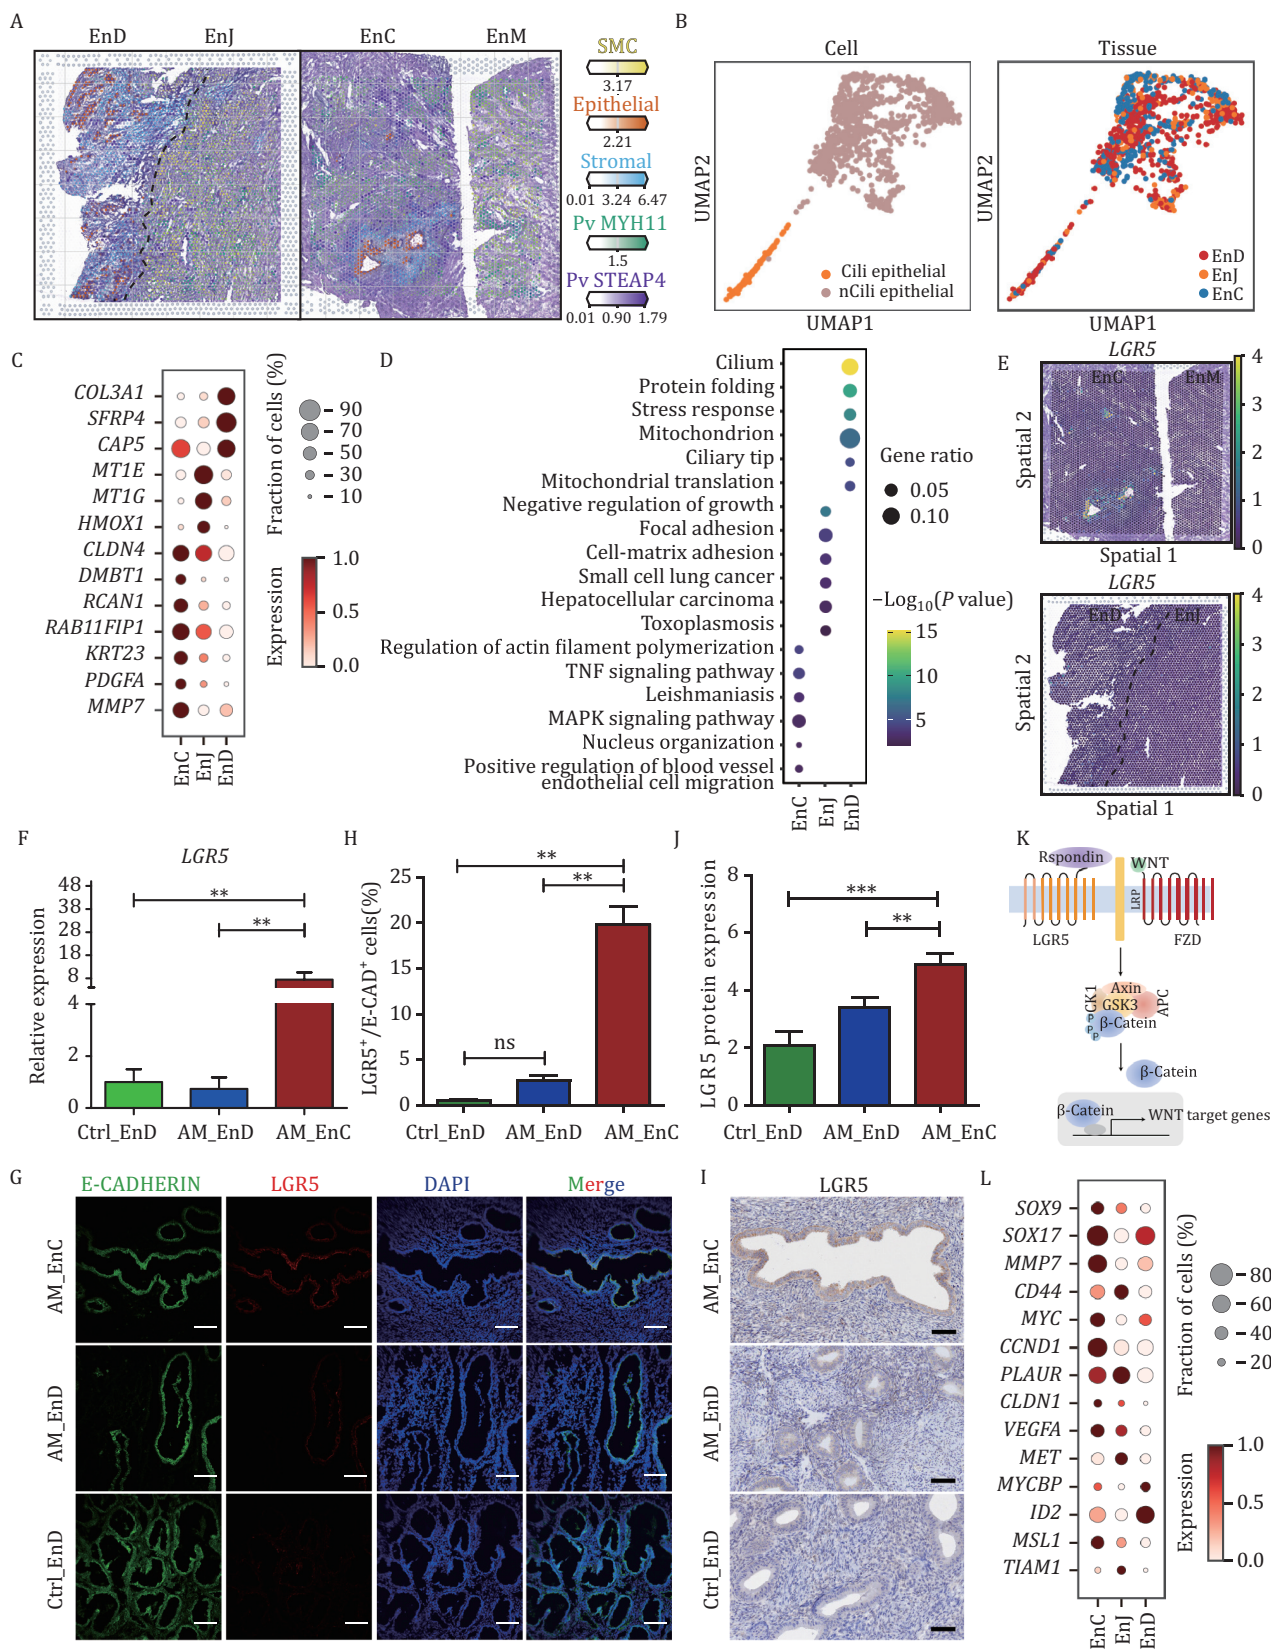 A
EnD
EnJ
EnC
EnM
SMC
3.17
Epithelial
2.21
Stromal
0.01 3.24 6.47
Pv MYH11
1.5
Pv STEAP4
0.01 0.90 1.79
B
Cell
Tissue
UMAP2
UMAP2
Cili epithelial
nCili epithelial
EnD
EnJ
EnC
UMAP1
UMAP1
C
COL3A1
SFRP4
CAP5
MT1E
MT1G
HMOX1
CLDN4
DMBT1
RCAN1
RAB11FIP1
KRT23
PDGFA
MMP7
EnC
EnJ
EnD
Fraction of cells (%)
90
70
50
30
10
Expression
1.0
0.5
0.0
D
Cilium
Protein folding
Stress response
Mitochondrion
Ciliary tip
Mitochondrial translation
Negative regulation of growth
Focal adhesion
Cell-matrix adhesion
Small cell lung cancer
Hepatocellular carcinoma
Toxoplasmosis
Regulation of actin filament polymerization
TNF signaling pathway
Leishmaniasis
MAPK signaling pathway
Nucleus organization
Positive regulation of blood vessel
endothelial cell migration
EnC
EnJ
EnD
Gene ratio
0.05
0.10
−Log10(P value)
15
10
5
E
LGR5
EnC
EnM
Spatial 2
Spatial 1
4
3
2
1
0
LGR5
EnD
EnJ
Spatial 2
Spatial 1
4
3
2
1
0
F
LGR5
Relative expression
48
38
28
18
8
4
2
0
**
**
Ctrl_EnD
AM_EnD
AM_EnC
H
LGR5+/E-CAD+ cells(%)
25
20
15
10
5
0
**
**
ns
Ctrl_EnD
AM_EnD
AM_EnC
J
LGR5 protein expression
8
6
4
2
0
***
**
Ctrl_EnD
AM_EnD
AM_EnC
K
Rspondin
WNT
LRP
LGR5
FZD
CK1
Axin
GSK3
APC
P
P
P
β-Catein
β-Catein
β-Catein
WNT target genes
G
E-CADHERIN
LGR5
DAPI
Merge
AM_EnC
AM_EnD
Ctrl_EnD
I
LGR5
AM_EnC
AM_EnD
Ctrl_EnD
L
SOX9
SOX17
MMP7
CD44
MYC
CCND1
PLAUR
CLDN1
VEGFA
MET
MYCBP
ID2
MSL1
TIAM1
EnC
EnJ
EnD
Fraction of cells (%)
80
60
40
20
Expression
1.0
0.5
0.0